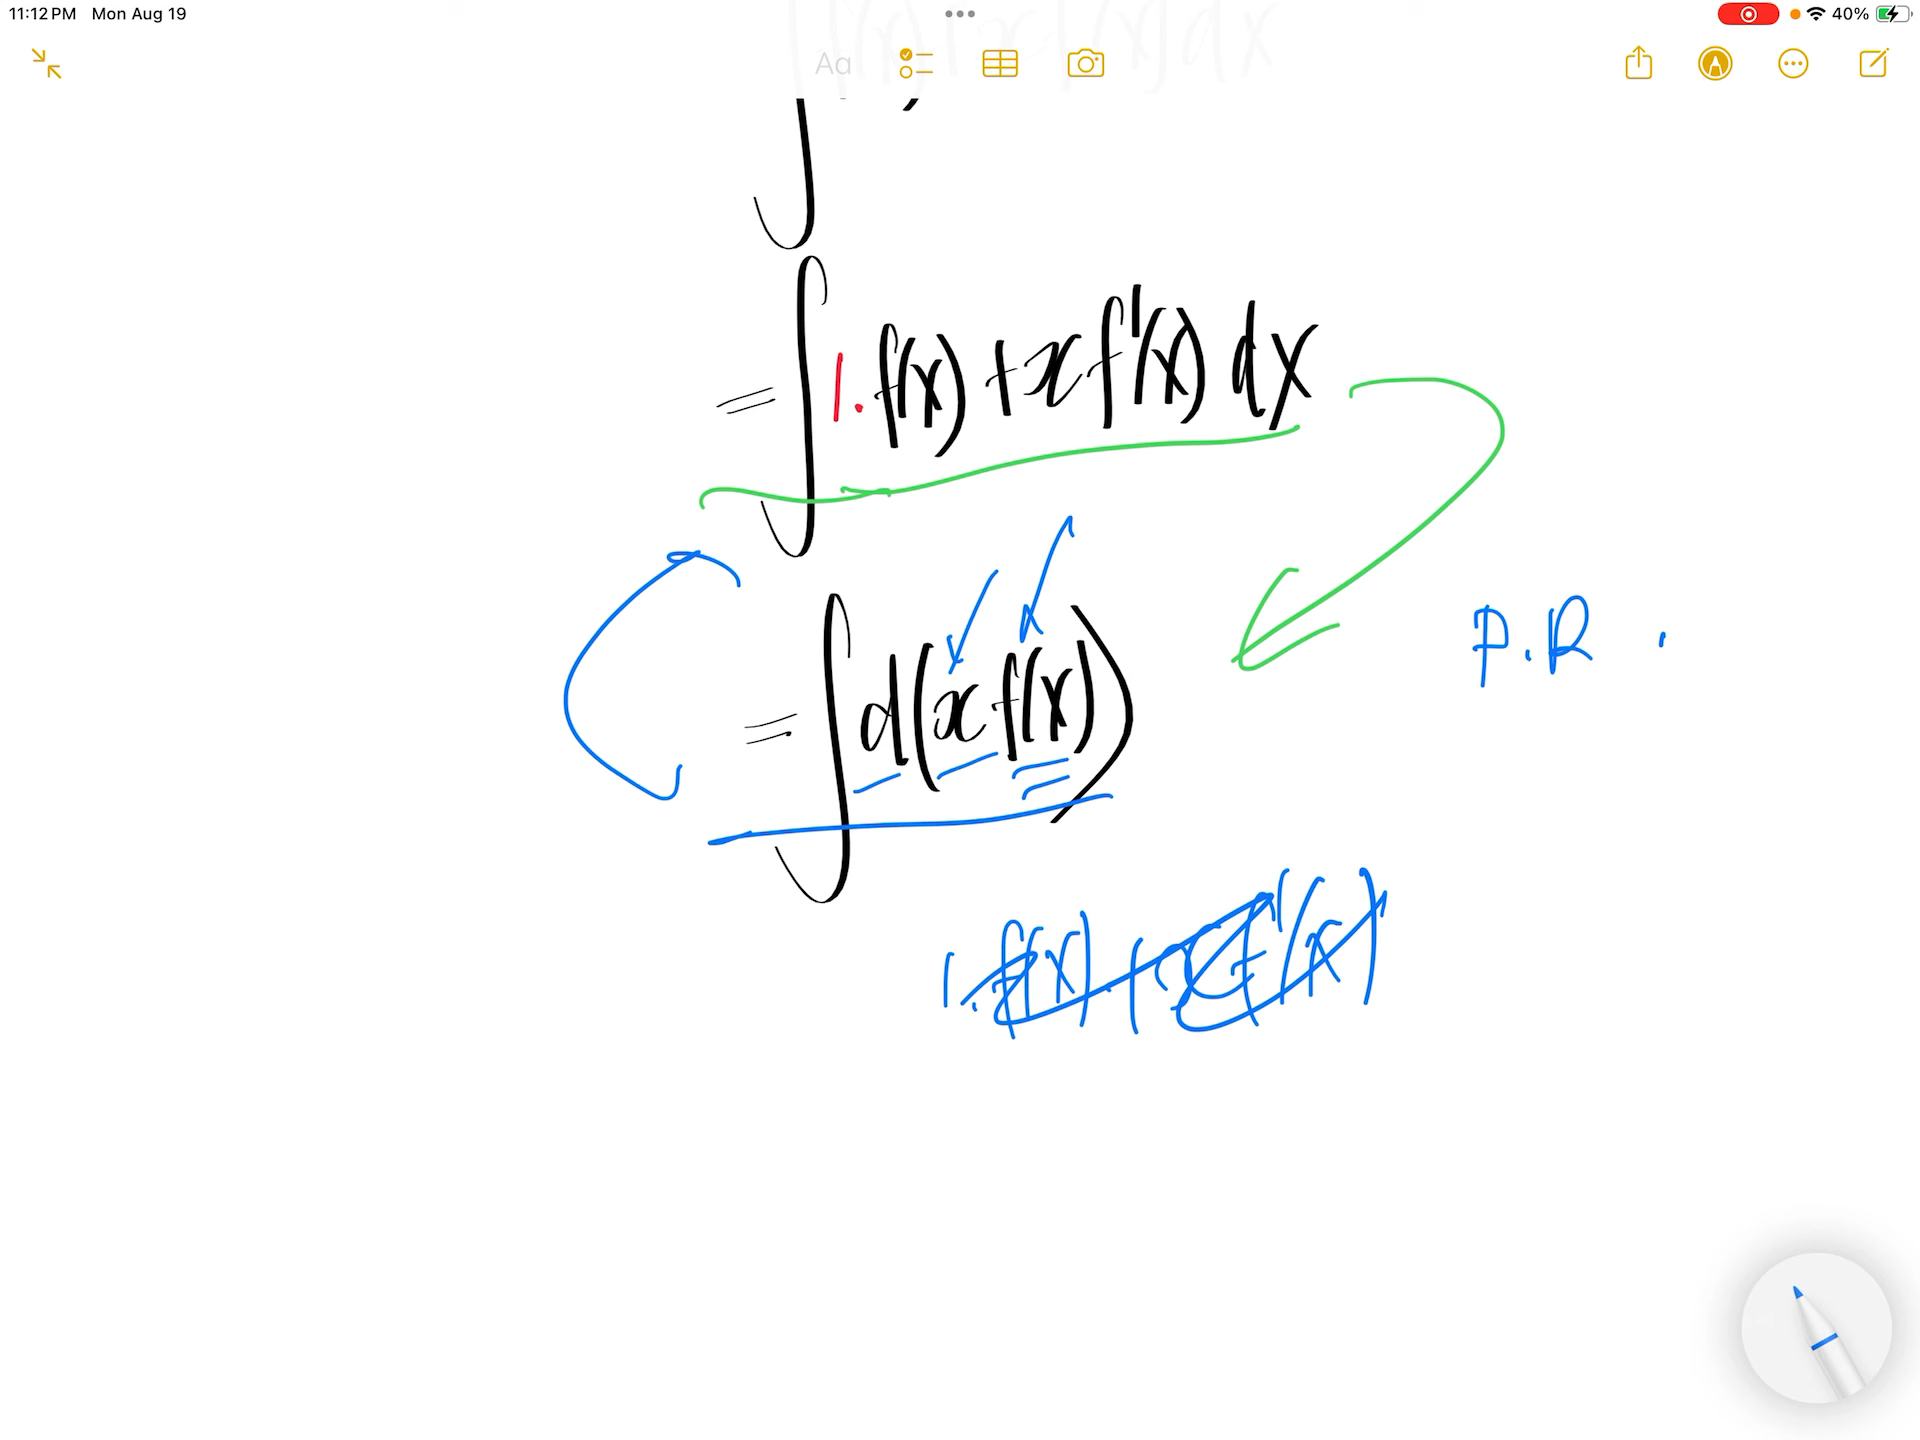 11:12 PM Mon Aug 19
40%
Aa
= ∫ 1. f(x) + x f'(x) dx
= ∫ d(x f(x))
P.R.
1. f(x) + x f'(x)